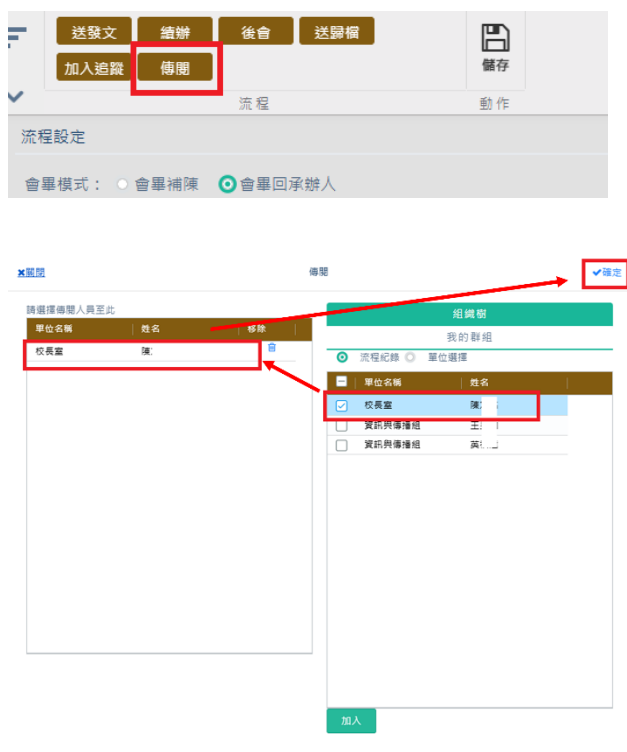 送發文 續辦 後會 送歸檔
加入追蹤 傳閱
儲存
流程 動作
流程設定
會畢模式： 會畢補陳 會畢回承辦人
關閉 傳閱 確定
請選擇傳閱人員至此
單位名稱 姓名 移除
校長室 陳
組織樹
我的群組
流程紀錄 單位選擇
單位名稱 姓名
校長室 陳
資訊與傳播組 王
資訊與傳播組 英
加入